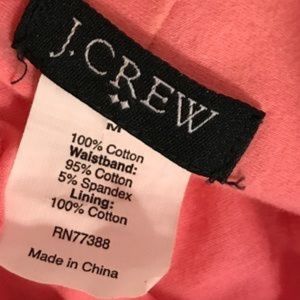 J.CREW
M
100% Cotton
Waistband:
95% Cotton
5% Spandex
Lining:
100% Cotton
RN77388
Made in China